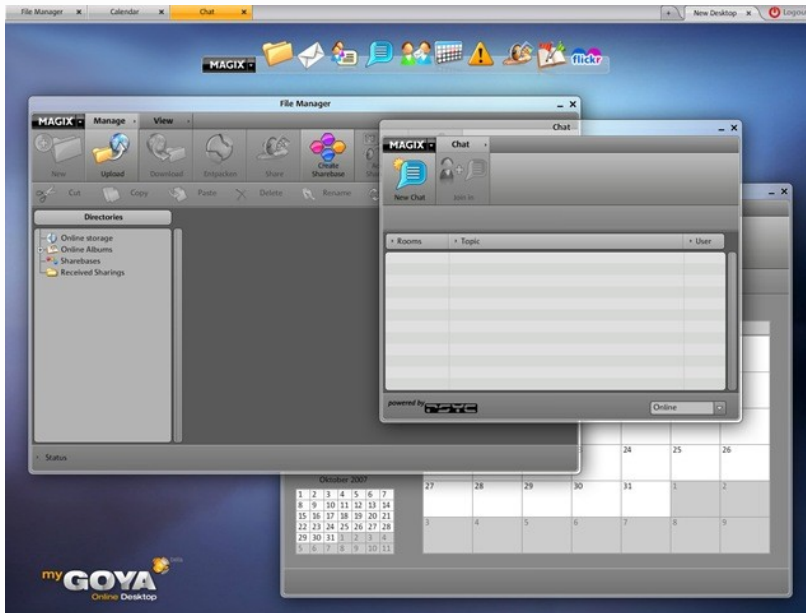 File Manager x Calendar x Chat x + New Desktop x Logout
MAGIX flickr
File Manager
MAGIX Manage View
New Upload Download Entpacken Share Create Sharebase
Cut Copy Paste Delete Rename
Directories
Online storage
Online Albums
Sharebases
Received Sharings
Status
Chat
MAGIX Chat
New Chat Join In
Rooms Topic User
powered by PSYC
Online
24 25 26
27 28 29 30 31 1 2
3 4 5 6 7 8 9
Oktober 2007
1 2 3 4 5 6 7
8 9 10 11 12 13 14
15 16 17 18 19 20 21
22 23 24 25 26 27 28
29 30 31 1 2 3 4
5 6 7 8 9 10 11
my GOYA
Online Desktop